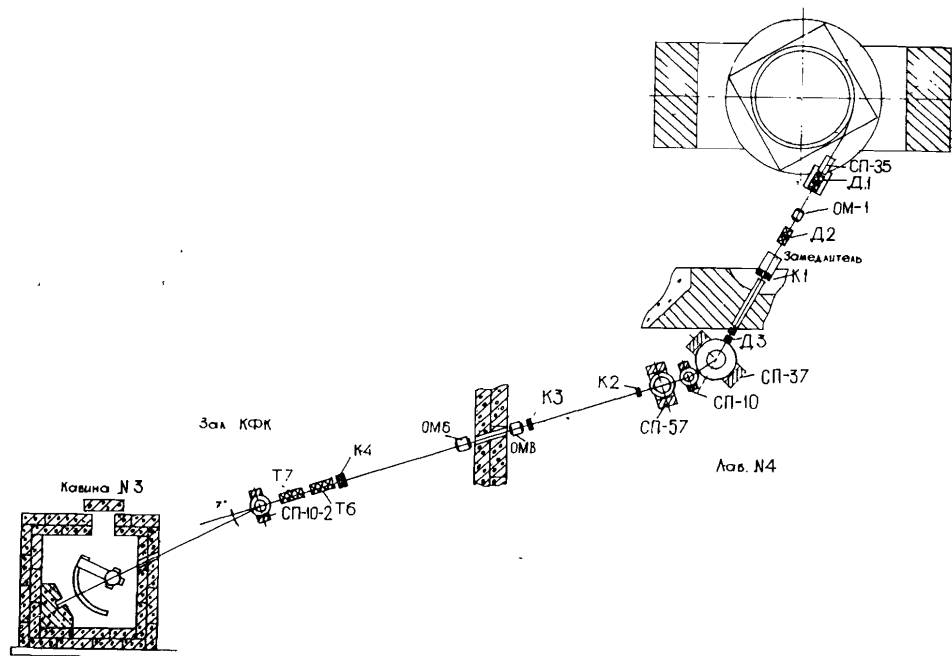 СП-35
Д1
ОМ-1
Д2
Замедлитель
К1
Д3
СП-37
СП-10
К2
СП-57
К3
ОМ8
ОМ6
Лаб. N4
Зал КФК
К4
Т7
Т6
СП-10-2
7°
Кабина N3